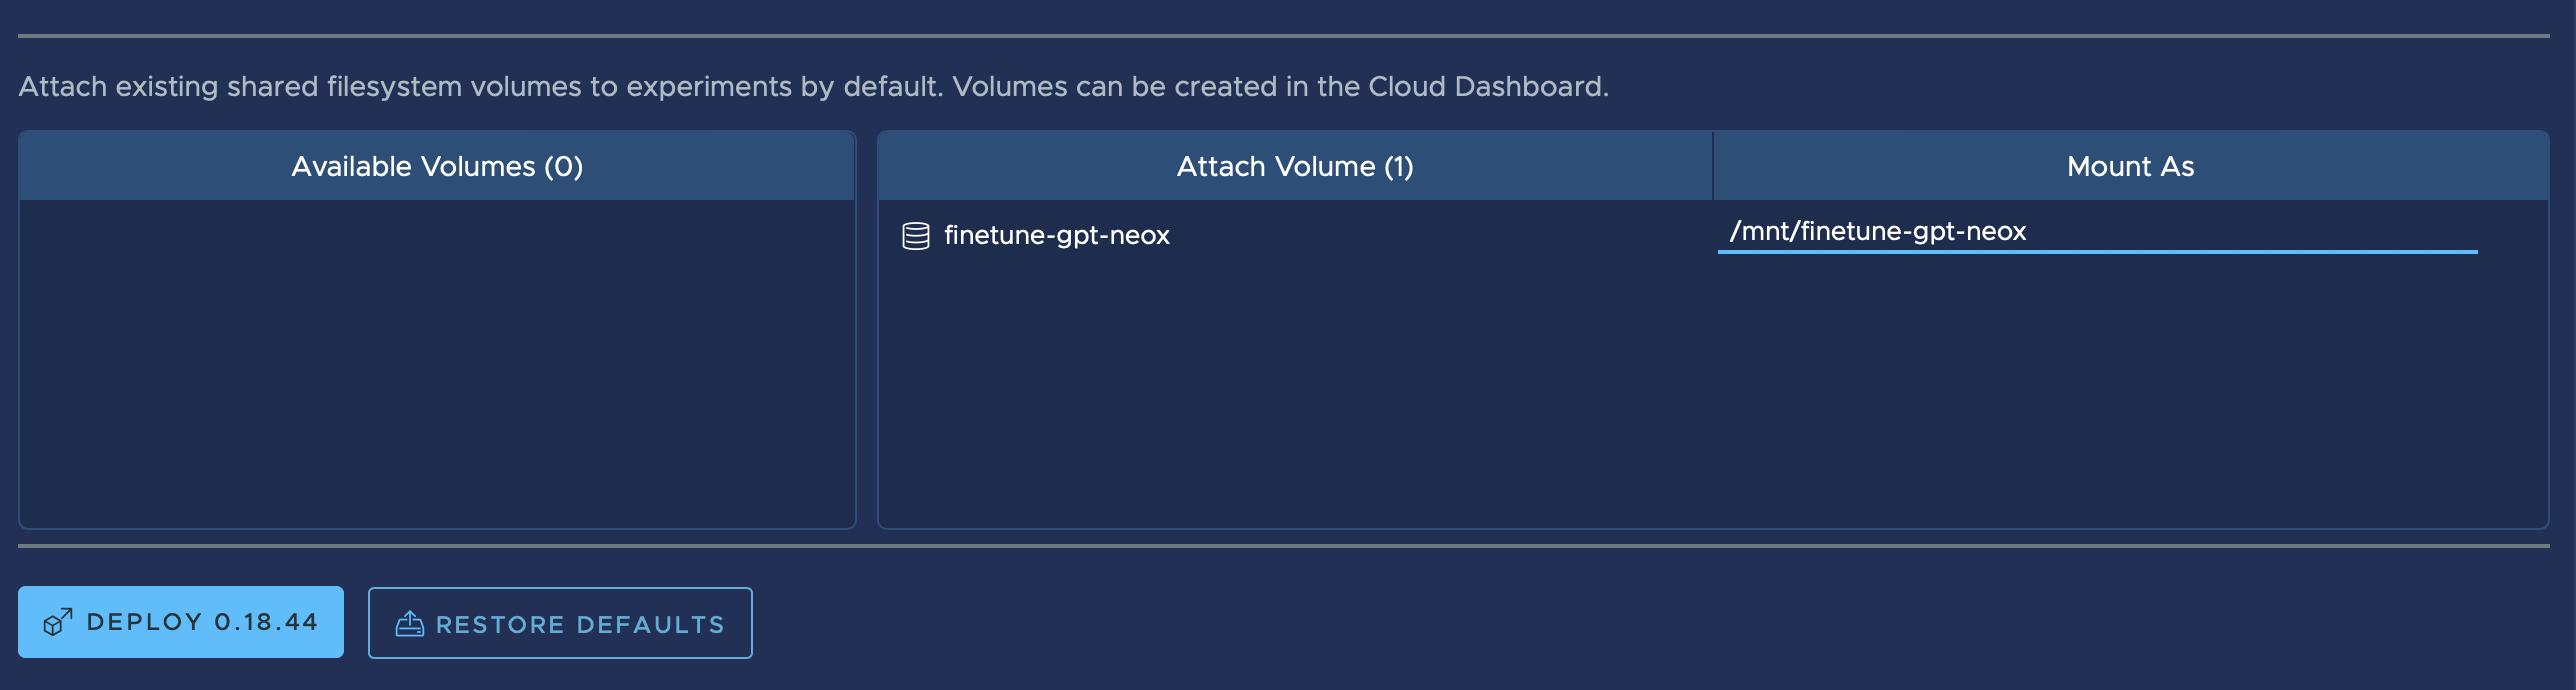 Attach existing shared filesystem volumes to experiments by default. Volumes can be created in the Cloud Dashboard.
Available Volumes (0)
Attach Volume (1)
Mount As
finetune-gpt-neox
/mnt/finetune-gpt-neox
DEPLOY 0.18.44
RESTORE DEFAULTS